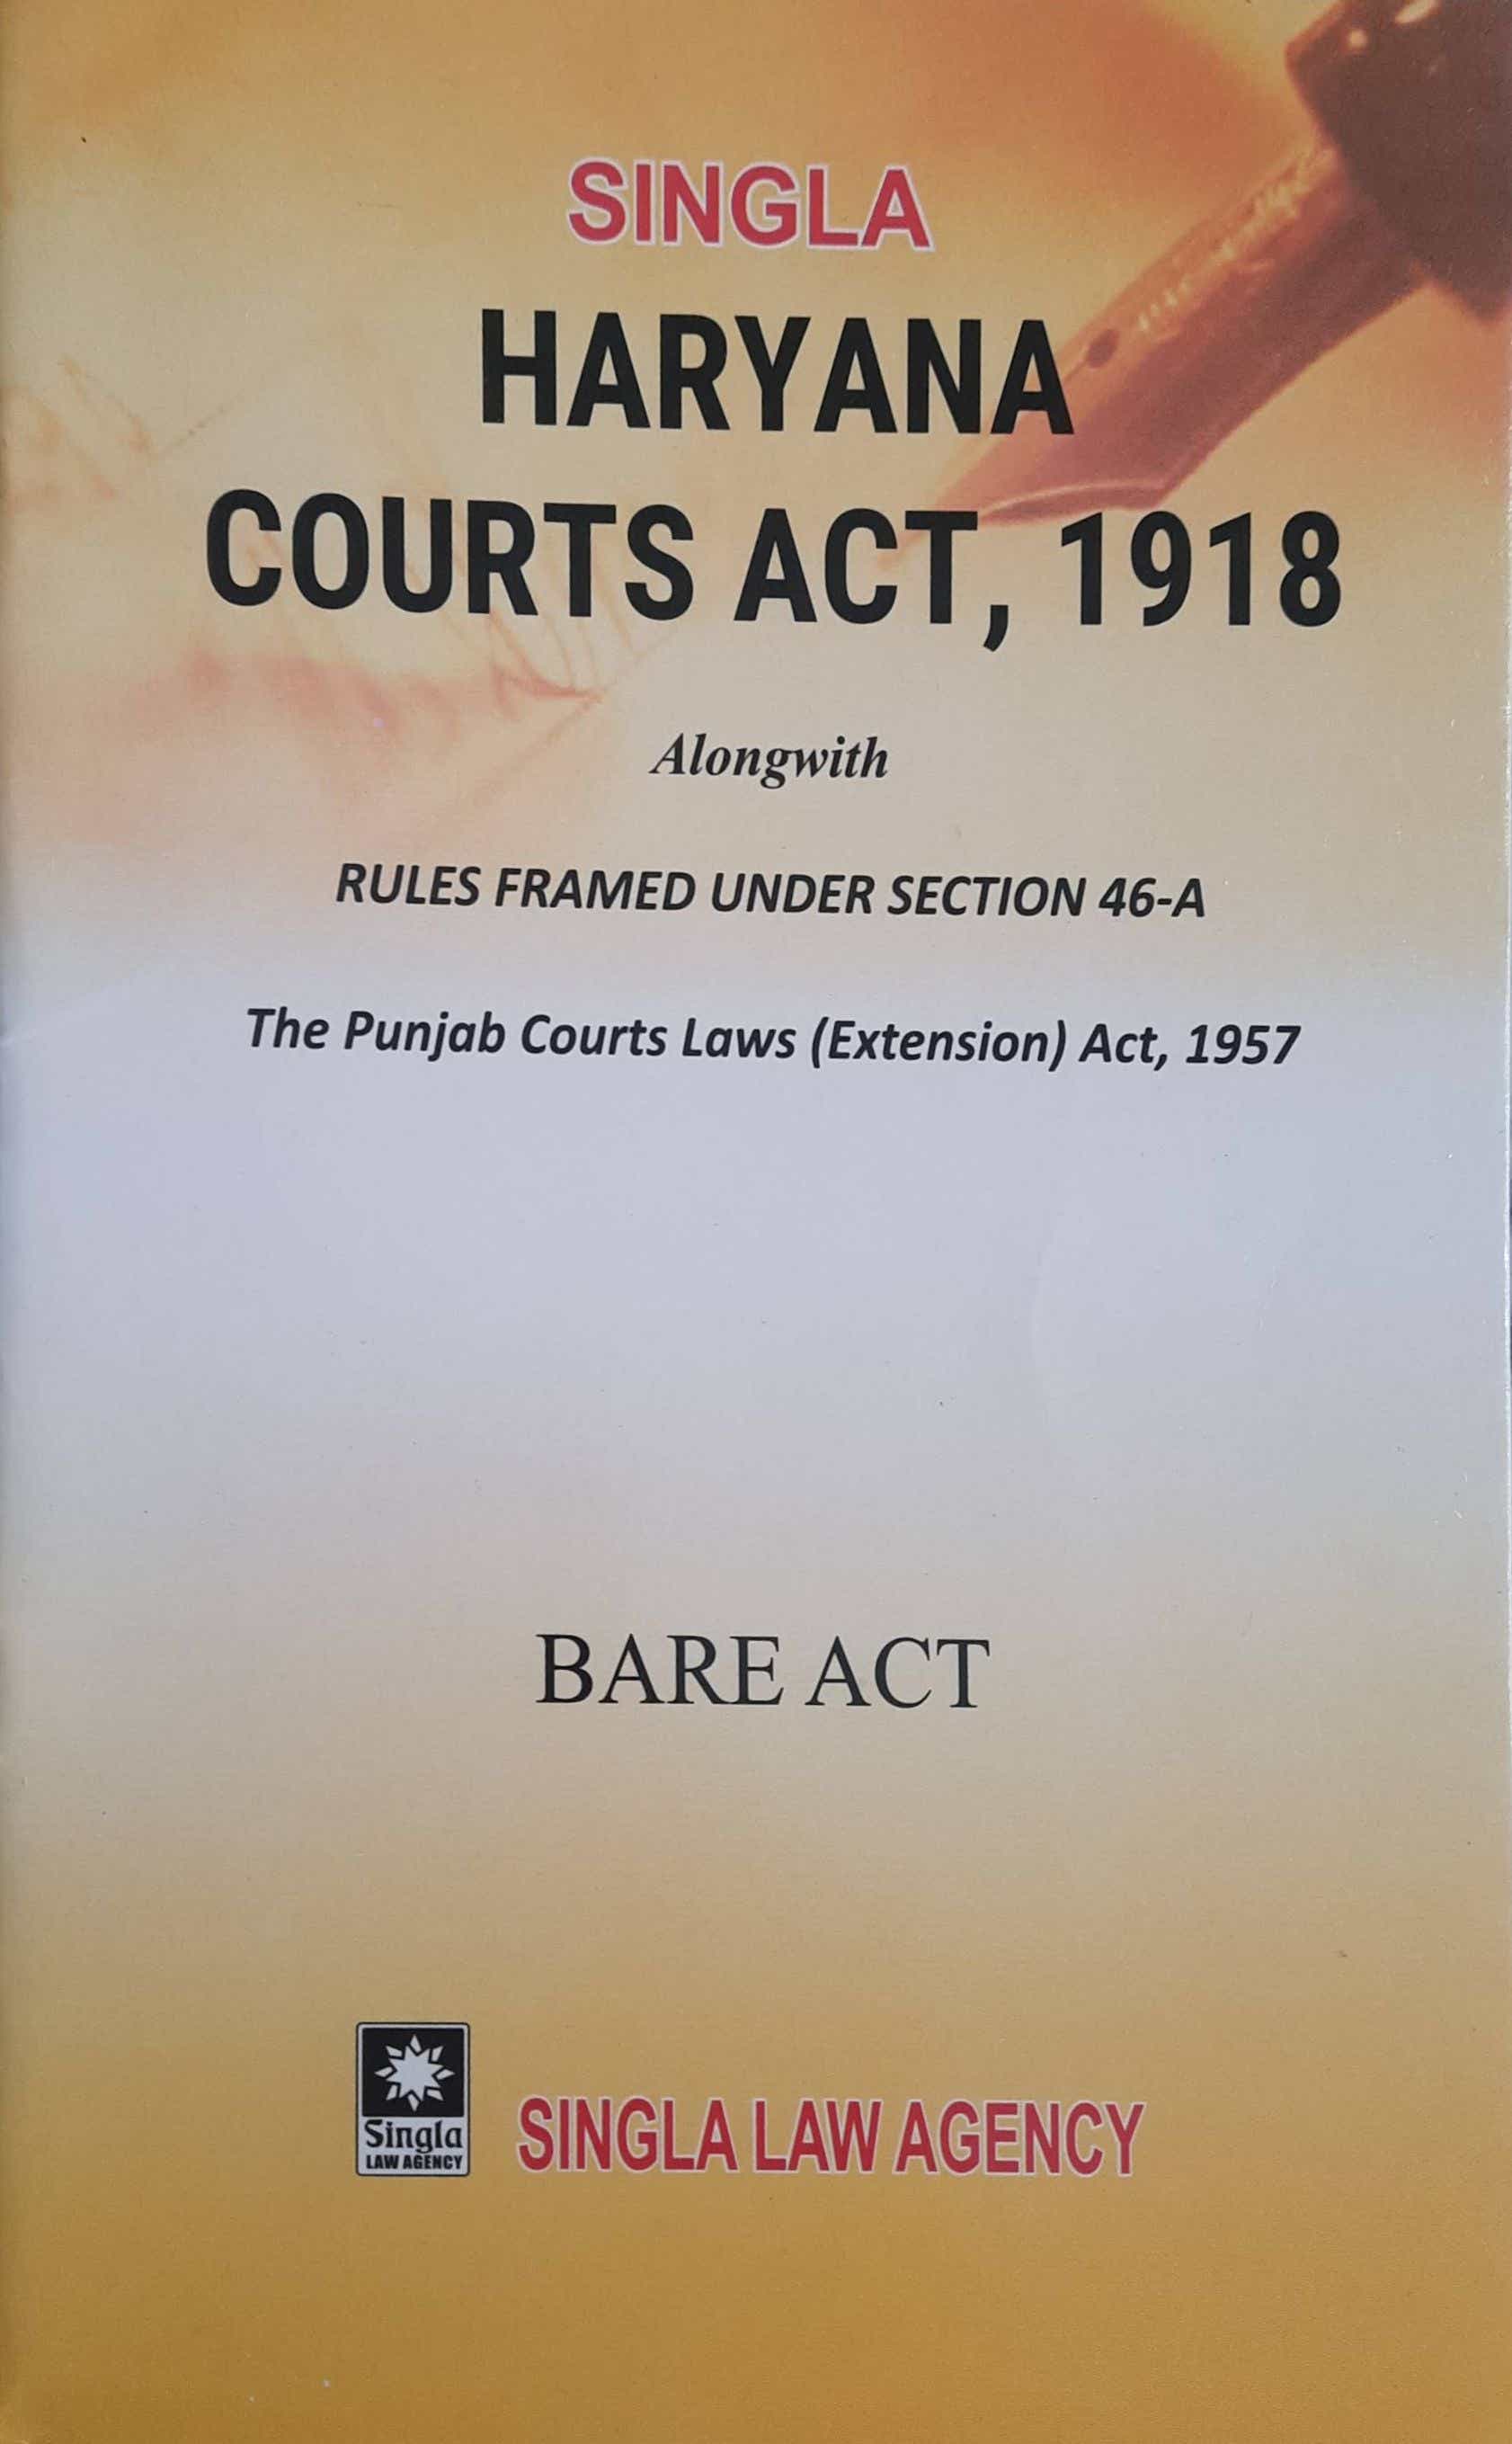 SINGLA
HARYANA
COURTS ACT, 1918
Alongwith
RULES FRAMED UNDER SECTION 46-A
The Punjab Courts Laws (Extension) Act, 1957
BARE ACT
Singla
LAW AGENCY
SINGLA LAW AGENCY